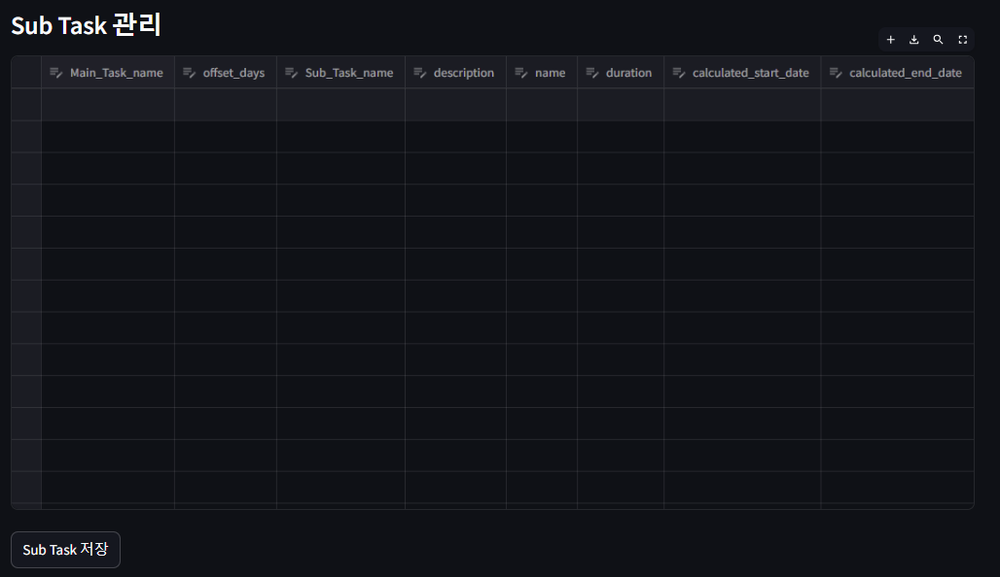 Sub Task 관리
Main_Task_name offset_days Sub_Task_name description name duration calculated_start_date calculated_end_date
Sub Task 저장